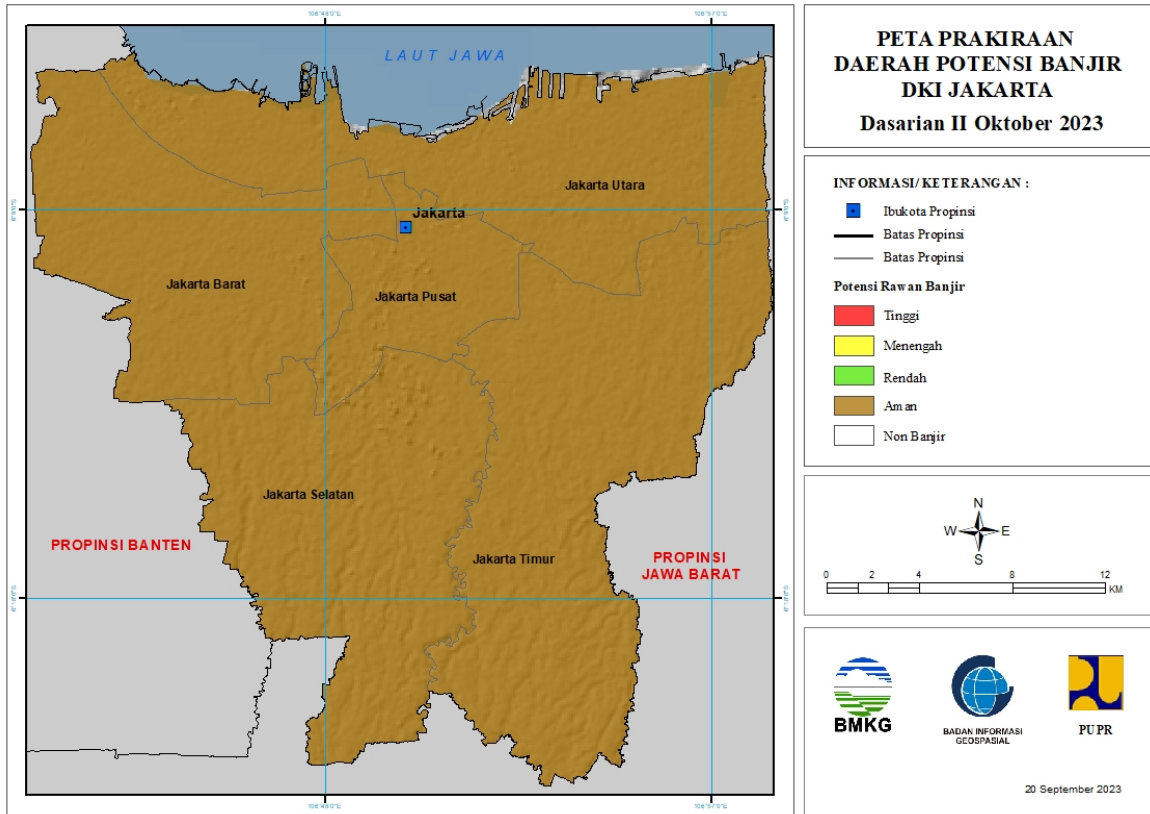 PETA PRAKIRAAN
DAERAH POTENSI BANJIR
DKI JAKARTA
Dasarian II Oktober 2023
INFORMASI/ KETERANGAN :
Ibukota Propinsi
Batas Propinsi
Batas Propinsi
Potensi Rawan Banjir
Tinggi
Menengah
Rendah
Aman
Non Banjir
N
W E
S
0 2 4 8 12
KM
BMKG
BADAN INFORMASI
GEOSPASIAL
PUPR
20 September 2023
LAUT JAWA
Jakarta Utara
Jakarta
Jakarta Barat
Jakarta Pusat
Jakarta Selatan
Jakarta Timur
PROPINSI BANTEN
PROPINSI
JAWA BARAT